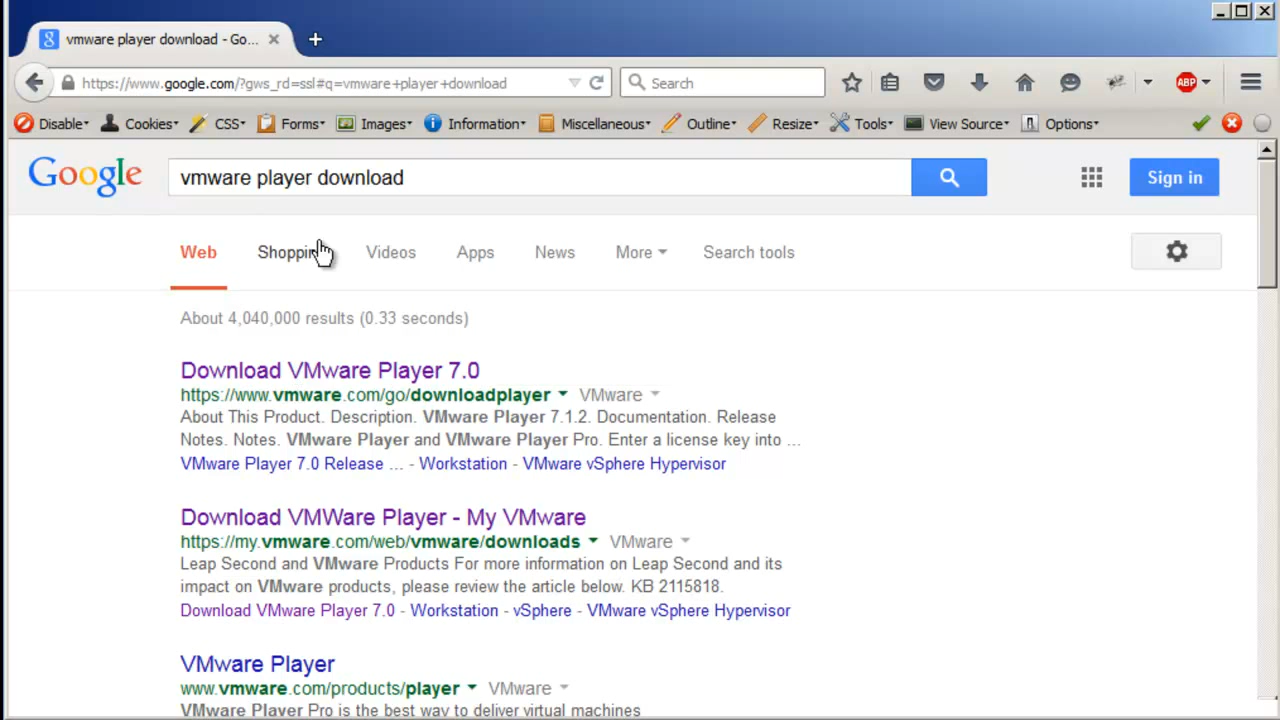 vmware player download - Go...
https://www.google.com/?gws_rd=ssl#q=vmware+player+download
Search
ABP
Disable Cookies CSS Forms Images Information Miscellaneous Outline Resize Tools View Source Options
Google
vmware player download
Sign in
Web Shopping Videos Apps News More Search tools
About 4,040,000 results (0.33 seconds)
Download VMware Player 7.0
https://www.vmware.com/go/downloadplayer VMware
About This Product. Description. VMware Player 7.1.2. Documentation. Release
Notes. Notes. VMware Player and VMware Player Pro. Enter a license key into ...
VMware Player 7.0 Release ... - Workstation - VMware vSphere Hypervisor
Download VMWare Player - My VMware
https://my.vmware.com/web/vmware/downloads VMware
Leap Second and VMware Products For more information on Leap Second and its
impact on VMware products, please review the article below. KB 2115818.
Download VMware Player 7.0 - Workstation - vSphere - VMware vSphere Hypervisor
VMware Player
www.vmware.com/products/player VMware
VMware Player Pro is the best way to deliver virtual machines